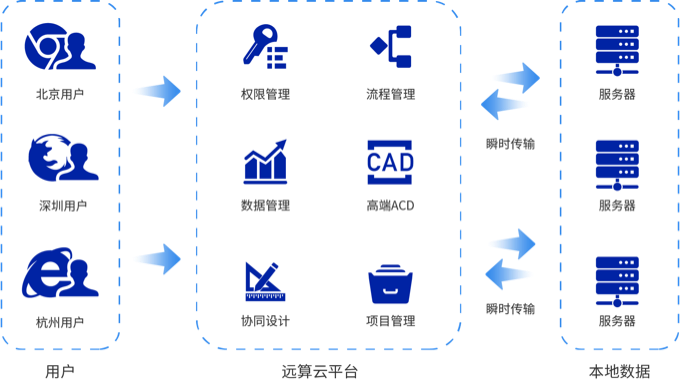 北京用户
深圳用户
杭州用户
用户
权限管理
流程管理
数据管理
CAD
高端ACD
协同设计
项目管理
远算云平台
瞬时传输
瞬时传输
服务器
服务器
服务器
本地数据